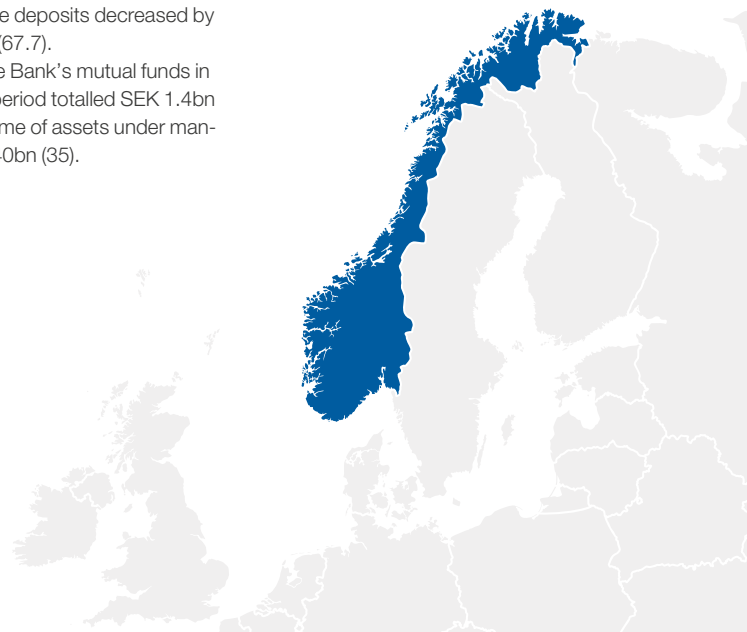 e deposits decreased by
(67.7).
e Bank's mutual funds in
period totalled SEK 1.4bn
me of assets under man-
0bn (35).